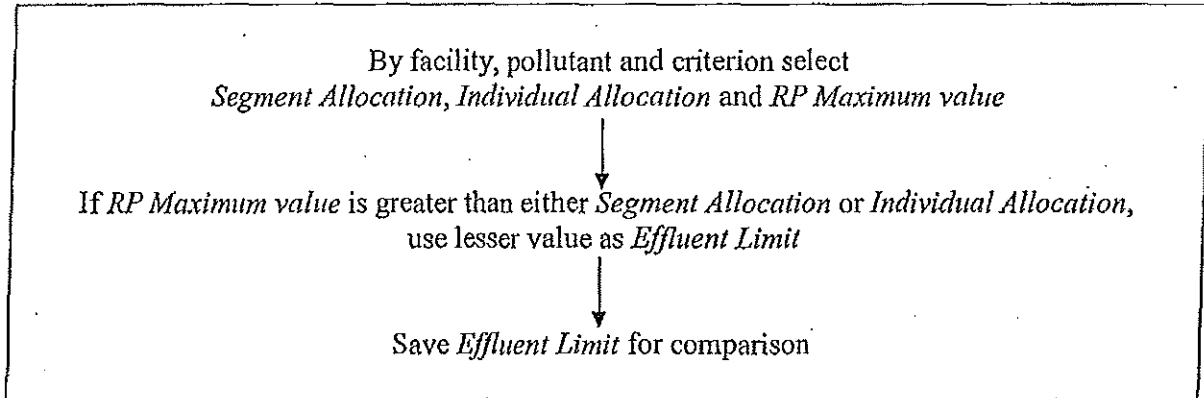 By facility, pollutant and criterion select
Segment Allocation, Individual Allocation and RP Maximum value
If RP Maximum value is greater than either Segment Allocation or Individual Allocation,
use lesser value as Effluent Limit
Save Effluent Limit for comparison